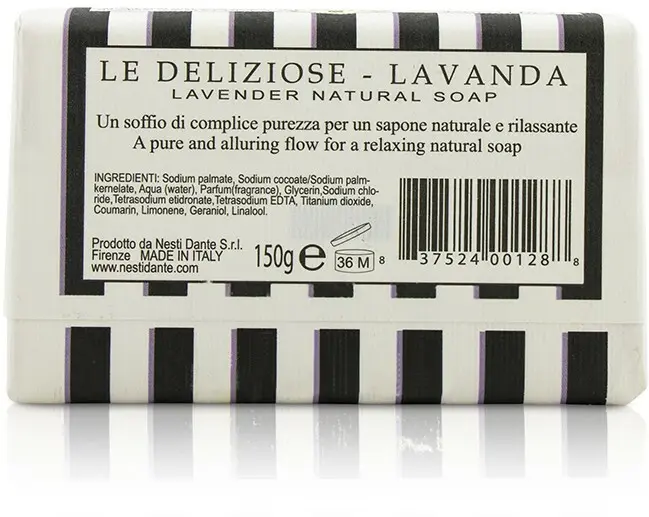 LE DELIZIOSE - LAVANDA
LAVENDER NATURAL SOAP
Un soffio di complice purezza per un sapone naturale e rilassante
A pure and alluring flow for a relaxing natural soap
INGREDIENTI: Sodium palmate, Sodium cocoate/Sodium palm-
kernelate, Aqua (water), Parfum(fragrance), Glycerin,Sodium chlo-
ride,Tetrasodium etidronate,Tetrasodium EDTA, Titanium dioxide,
Coumarin, Limonene, Geraniol, Linalool.
Prodotto da Nesti Dante S.r.l.
Firenze MADE IN ITALY
www.nestidante.com
150g e
36 M
8 37524 00128 8